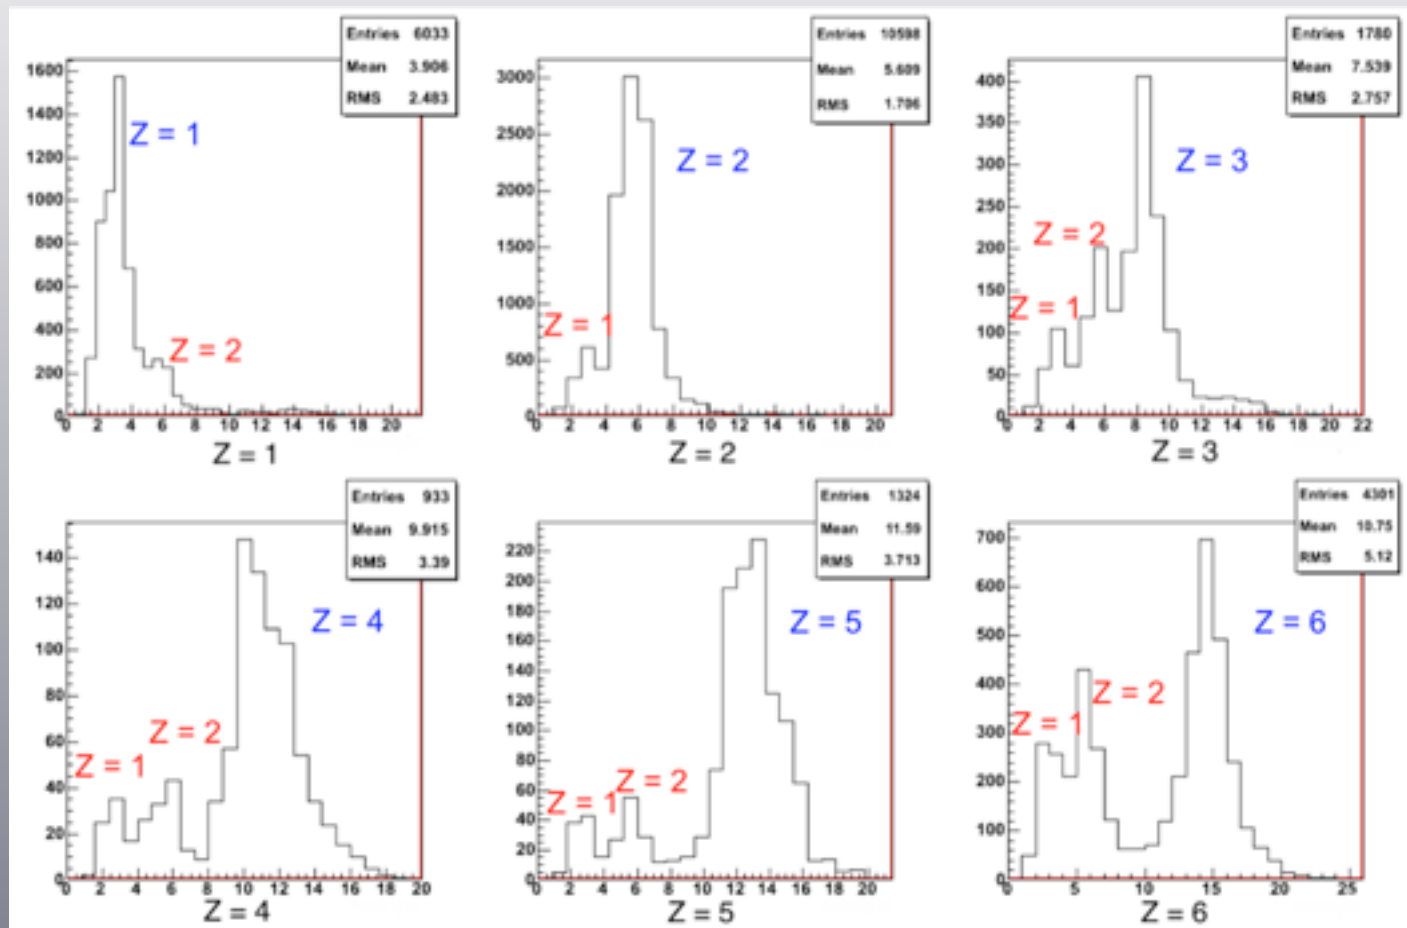 Entries 6033
Mean 3.906
RMS 2.483
1600
1400
1200
1000
800
600
400
200
0
Z = 1
Z = 2
0 2 4 6 8 10 12 14 16 18 20
Z = 1
Entries 10598
Mean 5.609
RMS 1.706
3000
2500
2000
1500
1000
500
0
Z = 2
Z = 1
0 2 4 6 8 10 12 14 16 18 20
Z = 2
Entries 1780
Mean 7.539
RMS 2.757
400
350
300
250
200
150
100
50
0
Z = 3
Z = 2
Z = 1
0 2 4 6 8 10 12 14 16 18 20 22
Z = 3
Entries 933
Mean 9.915
RMS 3.39
140
120
100
80
60
40
20
0
Z = 4
Z = 2
Z = 1
0 2 4 6 8 10 12 14 16 18 20
Z = 4
Entries 1324
Mean 11.59
RMS 3.713
220
200
180
160
140
120
100
80
60
40
20
0
Z = 5
Z = 2
Z = 1
0 2 4 6 8 10 12 14 16 18 20
Z = 5
Entries 4301
Mean 10.75
RMS 5.12
700
600
500
400
300
200
100
0
Z = 6
Z = 2
Z = 1
0 5 10 15 20 25
Z = 6